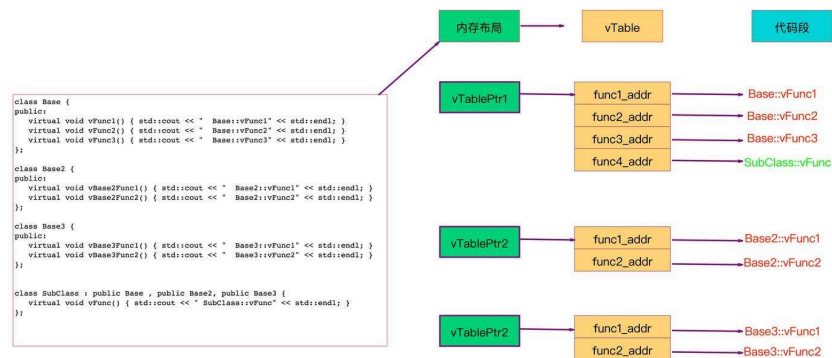 内存布局
vTable
代码段
class Base {
public:
virtual void vFunc1() { std::cout << "  Base::vFunc1" << std::endl; }
virtual void vFunc2() { std::cout << "  Base::vFunc2" << std::endl; }
virtual void vFunc3() { std::cout << "  Base::vFunc3" << std::endl; }
};
class Base2 {
public:
virtual void vBase2Func1() { std::cout << "  Base2::vFunc1" << std::endl; }
virtual void vBase2Func2() { std::cout << "  Base2::vFunc2" << std::endl; }
};
class Base3 {
public:
virtual void vBase3Func1() { std::cout << "  Base3::vFunc1" << std::endl; }
virtual void vBase3Func2() { std::cout << "  Base3::vFunc2" << std::endl; }
};
class SubClass : public Base , public Base2, public Base3 {
virtual void vFunc() { std::cout << " SubClass::vFunc" << std::endl; }
};
vTablePtr1
func1_addr
Base::vFunc1
func2_addr
Base::vFunc2
func3_addr
Base::vFunc3
func4_addr
SubClass::vFunc
vTablePtr2
func1_addr
Base2::vFunc1
func2_addr
Base2::vFunc2
vTablePtr2
func1_addr
Base3::vFunc1
func2_addr
Base3::vFunc2